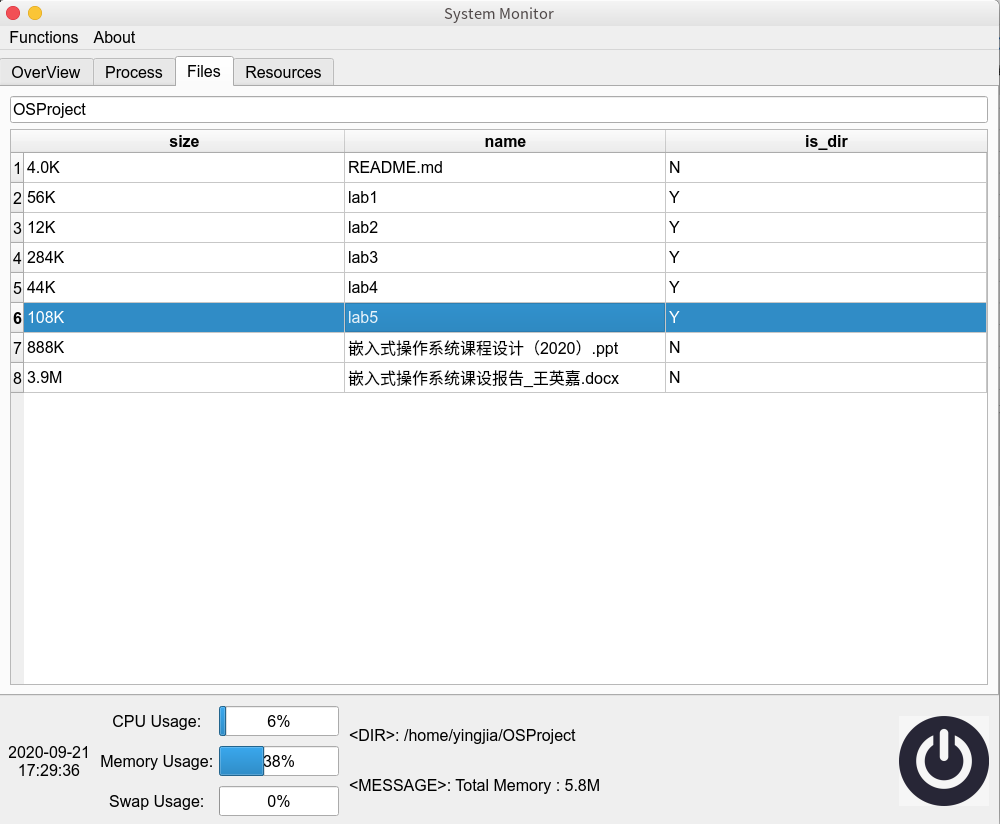 System Monitor
Functions About
OverView Process Files Resources
OSProject
size name is_dir
1 4.0K README.md N
2 56K lab1 Y
3 12K lab2 Y
4 284K lab3 Y
5 44K lab4 Y
6 108K lab5 Y
7 888K 嵌入式操作系统课程设计（2020）.ppt N
8 3.9M 嵌入式操作系统课设报告_王英嘉.docx N
CPU Usage: 6%
<DIR>: /home/yingjia/OSProject
2020-09-21
17:29:36
Memory Usage: 38%
<MESSAGE>: Total Memory : 5.8M
Swap Usage: 0%